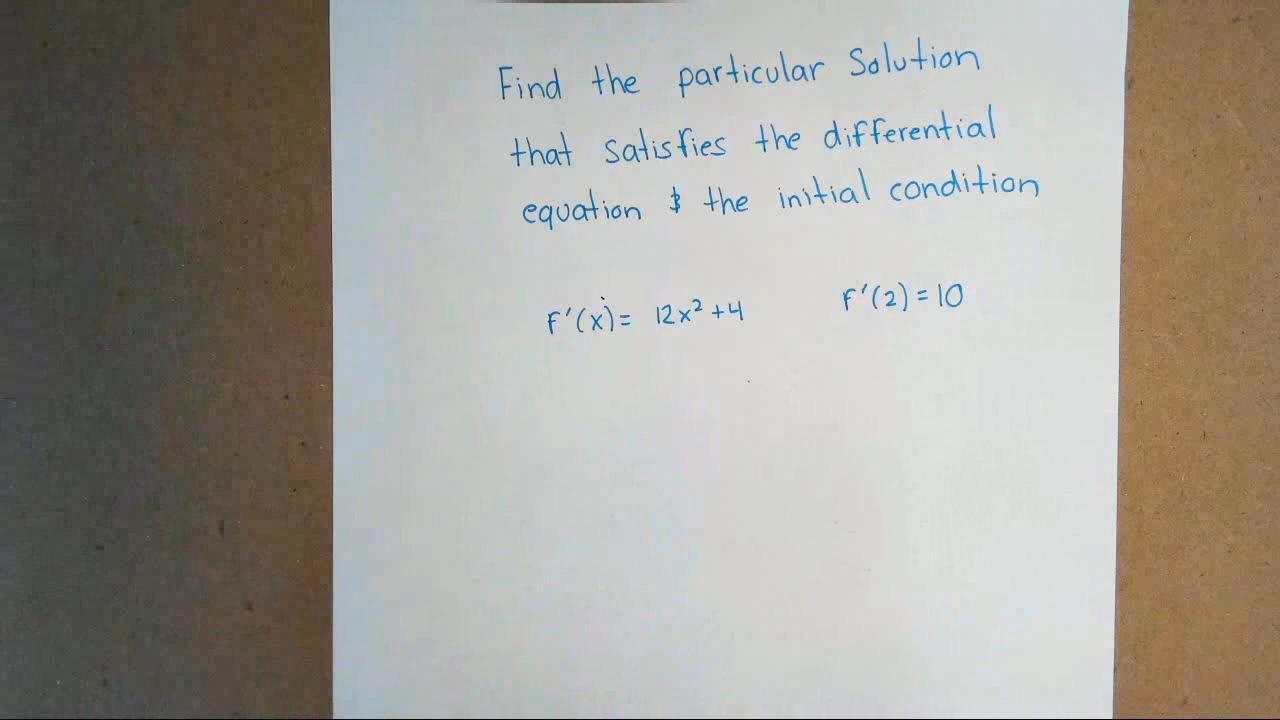 Find the particular Solution
that satisfies the differential
equation & the initial condition
F'(x) = 12x² + 4 F'(2) = 10